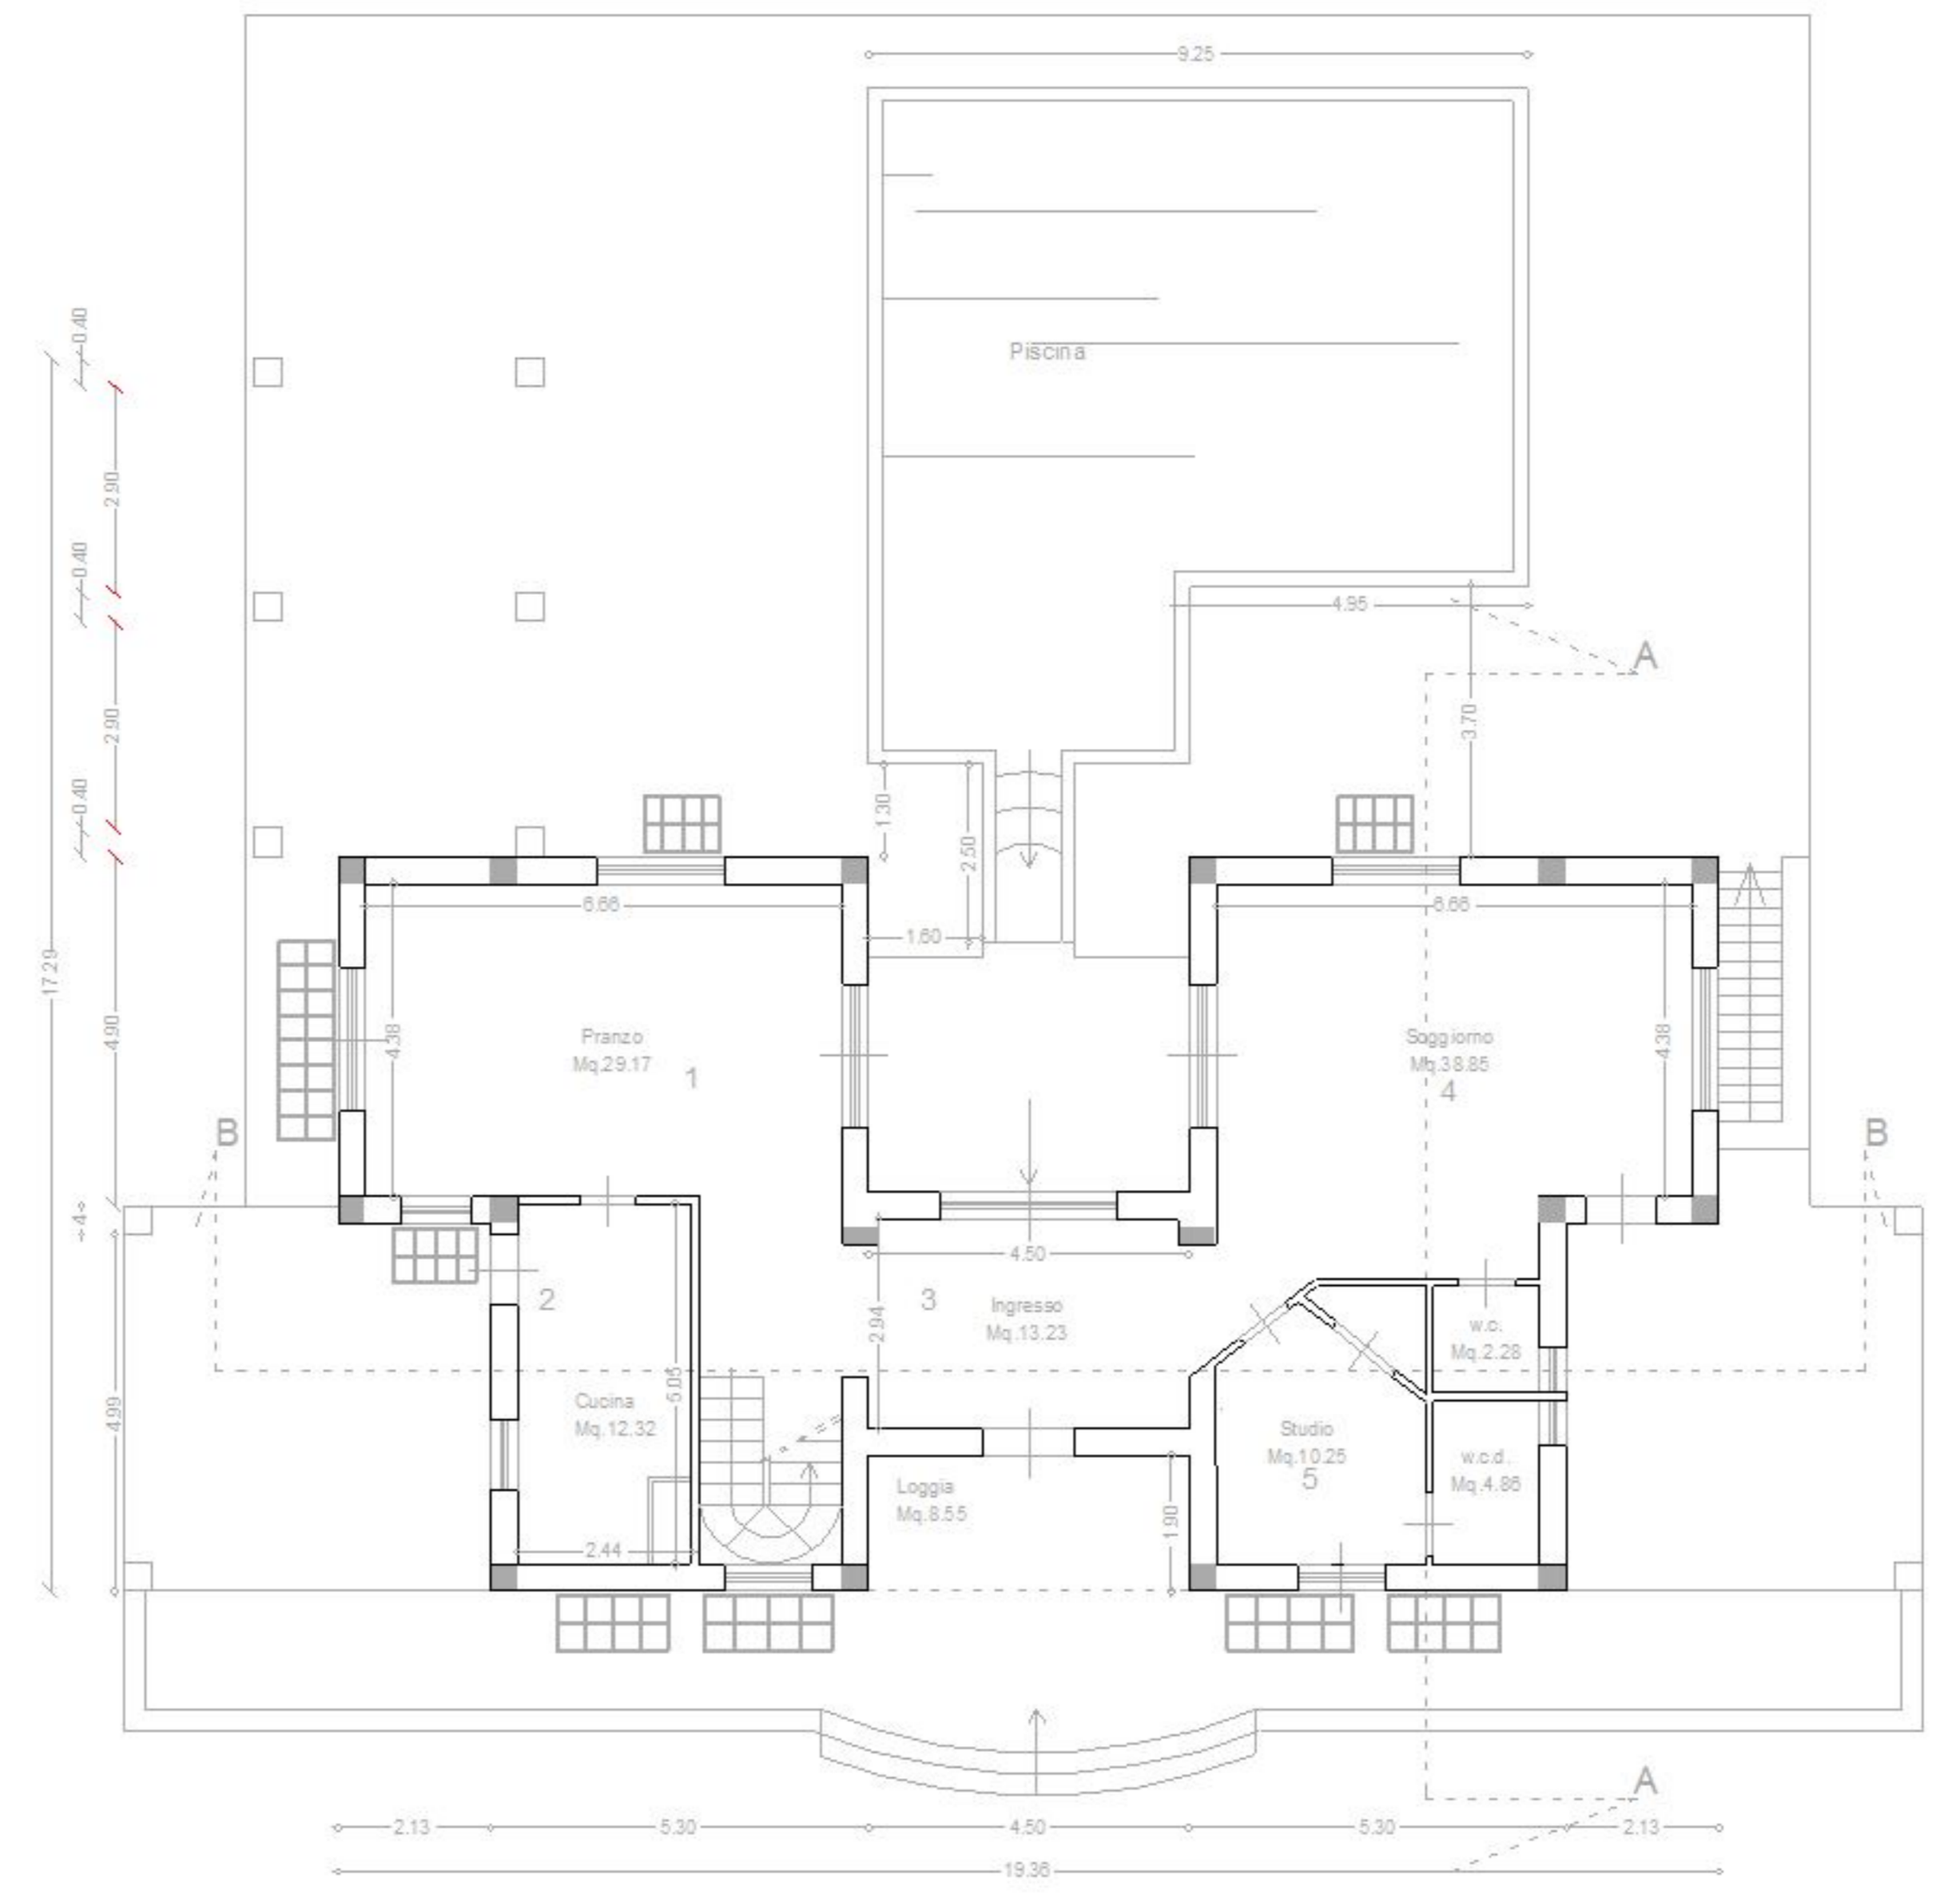 9.25
0.40
Piscina
2.90
0.40
4.95
A
3.70
2.90
0.40
1.30
2.50
6.66
6.66
1.60
17.29
4.90
4.38
Pranzo
Mq.29.17
1
Soggiorno
Mq.38.85
4
4.38
B
B
4
4.50
2
3
Ingresso
Mq.13.23
2.94
w.c.
Mq.2.28
4.99
5.05
Cucina
Mq.12.32
Studio
Mq.10.25
5
w.c.d.
Mq.4.86
Loggia
Mq.8.55
1.90
2.44
A
2.13
5.30
4.50
5.30
2.13
19.36